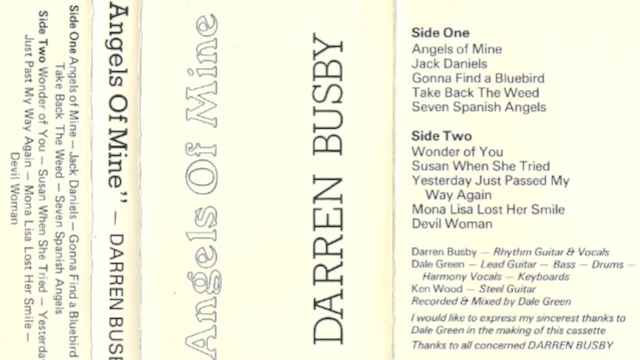 Side One Angels of Mine — Jack Daniels — Gonna Find a Bluebird
Take Back The Weed — Seven Spanish Angels
Side Two Wonder of You — Susan When She Tried — Yesterday
Just Past My Way Again — Mona Lisa Lost Her Smile —
Devil Woman
Angels Of Mine" — DARREN BUSB
Angels Of Mine
DARREN BUSBY
Side One
Angels of Mine
Jack Daniels
Gonna Find a Bluebird
Take Back The Weed
Seven Spanish Angels
Side Two
Wonder of You
Susan When She Tried
Yesterday Just Passed My
Way Again
Mona Lisa Lost Her Smile
Devil Woman
Darren Busby — Rhythm Guitar & Vocals
Dale Green — Lead Guitar — Bass — Drums —
Harmony Vocals — Keyboards
Ken Wood — Steel Guitar
Recorded & Mixed by Dale Green
I would like to express my sincerest thanks to
Dale Green in the making of this cassette
Thanks to all concerned DARREN BUSBY